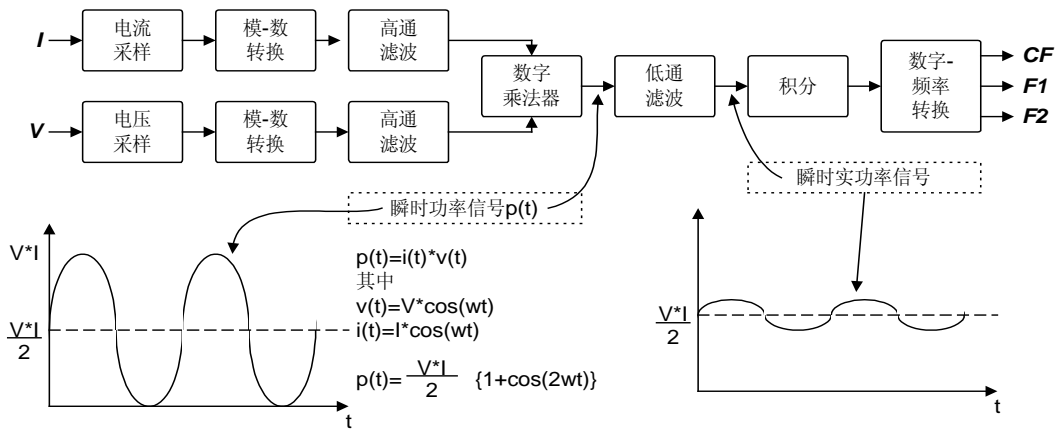 I
电流
采样
模-数
转换
高通
滤波
V
电压
采样
模-数
转换
高通
滤波
数字
乘法器
低通
滤波
积分
数字-
频率
转换
CF
F1
F2
瞬时功率信号p(t)
瞬时实功率信号
V*I
V*I
2
t
p(t)=i(t)*v(t)
其中
v(t)=V*cos(wt)
i(t)=I*cos(wt)
p(t)= V*I
2
{1+cos(2wt)}
V*I
2
t